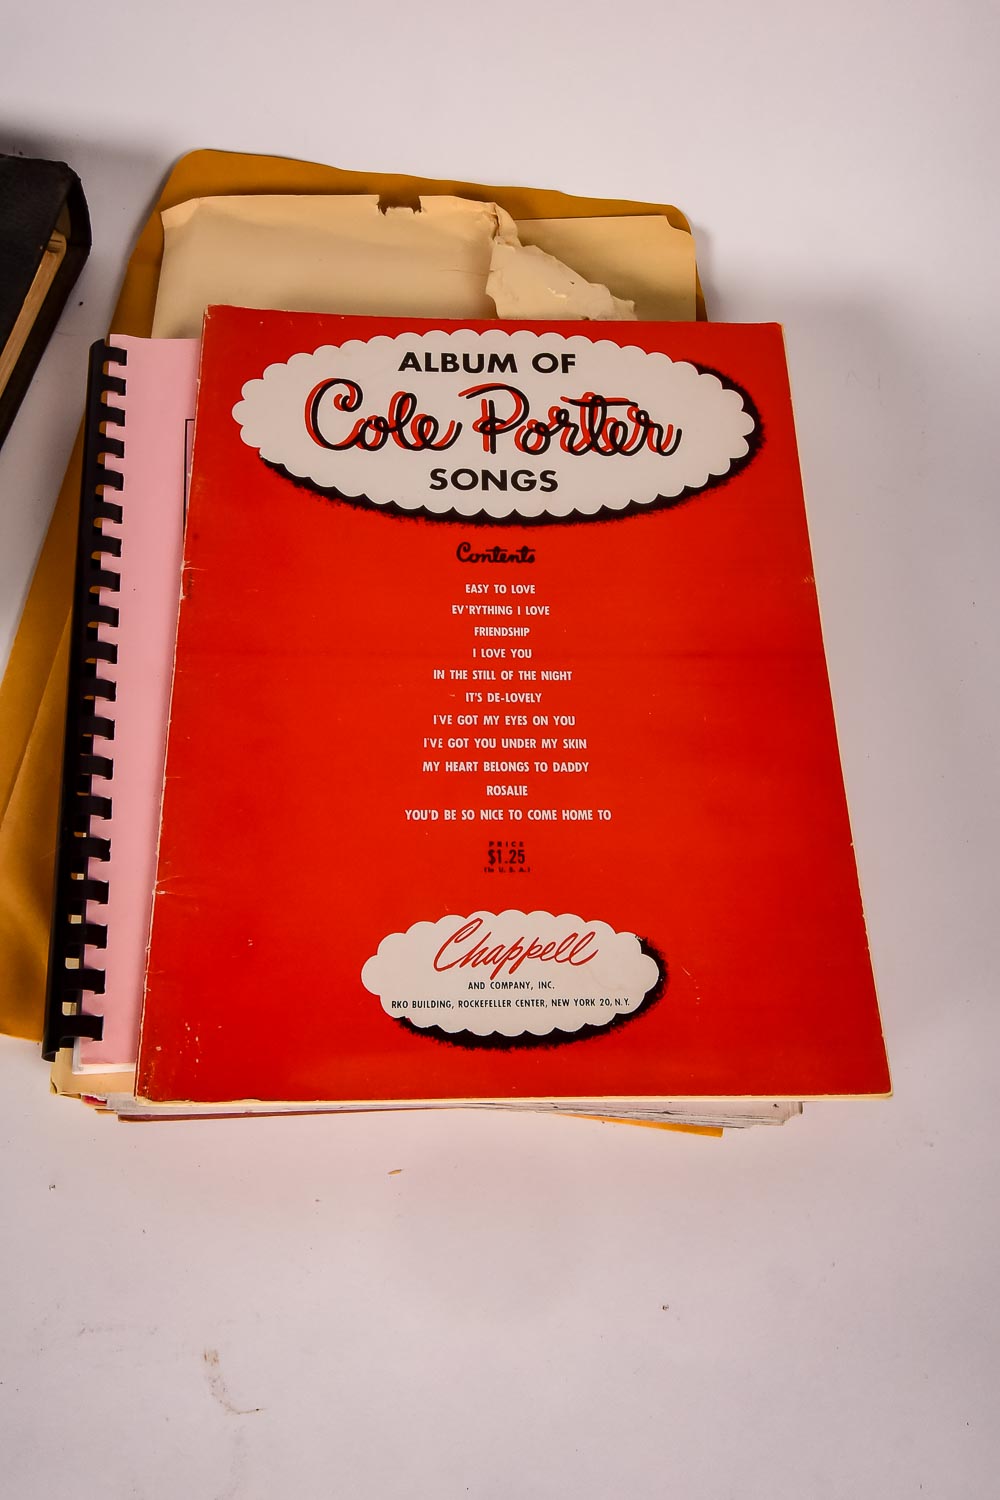 ALBUM OF
Cole Porter
SONGS
Contents
EASY TO LOVE
EV'RYTHING I LOVE
FRIENDSHIP
I LOVE YOU
IN THE STILL OF THE NIGHT
IT'S DE-LOVELY
I'VE GOT MY EYES ON YOU
I'VE GOT YOU UNDER MY SKIN
MY HEART BELONGS TO DADDY
ROSALIE
YOU'D BE SO NICE TO COME HOME TO
PRICE
$1.25
(In U. S. A.)
Chappell
AND COMPANY, INC.
RKO BUILDING, ROCKEFELLER CENTER, NEW YORK 20, N.Y.